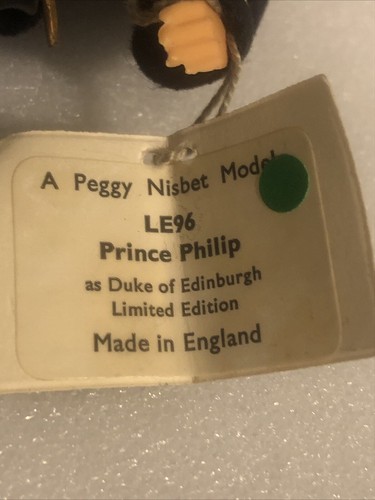 A Peggy Nisbet Model
LE96
Prince Philip
as Duke of Edinburgh
Limited Edition
Made in England